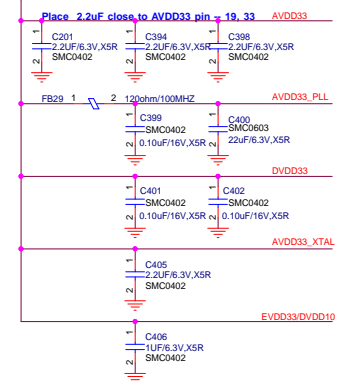 Place 2.2uF close to AVDD33 pin ~ 19, 33
AVDD33
1 C201 1 C394 1 C398
2.2UF/6.3V,X5R 2.2UF/6.3V,X5R 2.2UF/6.3V,X5R
2 SMC0402 2 SMC0402 2 SMC0402
FB29 1 2 120ohm/100MHZ AVDD33_PLL
1 C399 1 C400
SMC0402 SMC0603
2 0.10uF/16V,X5R 2 22uF/6.3V,X5R
DVDD33
1 C401 1 C402
SMC0402 SMC0402
2 0.10uF/16V,X5R 2 0.10uF/16V,X5R
AVDD33_XTAL
1 C405
2.2UF/6.3V,X5R
2 SMC0402
EVDD33/DVDD10
1 C406
1UF/6.3V,X5R
2 SMC0402